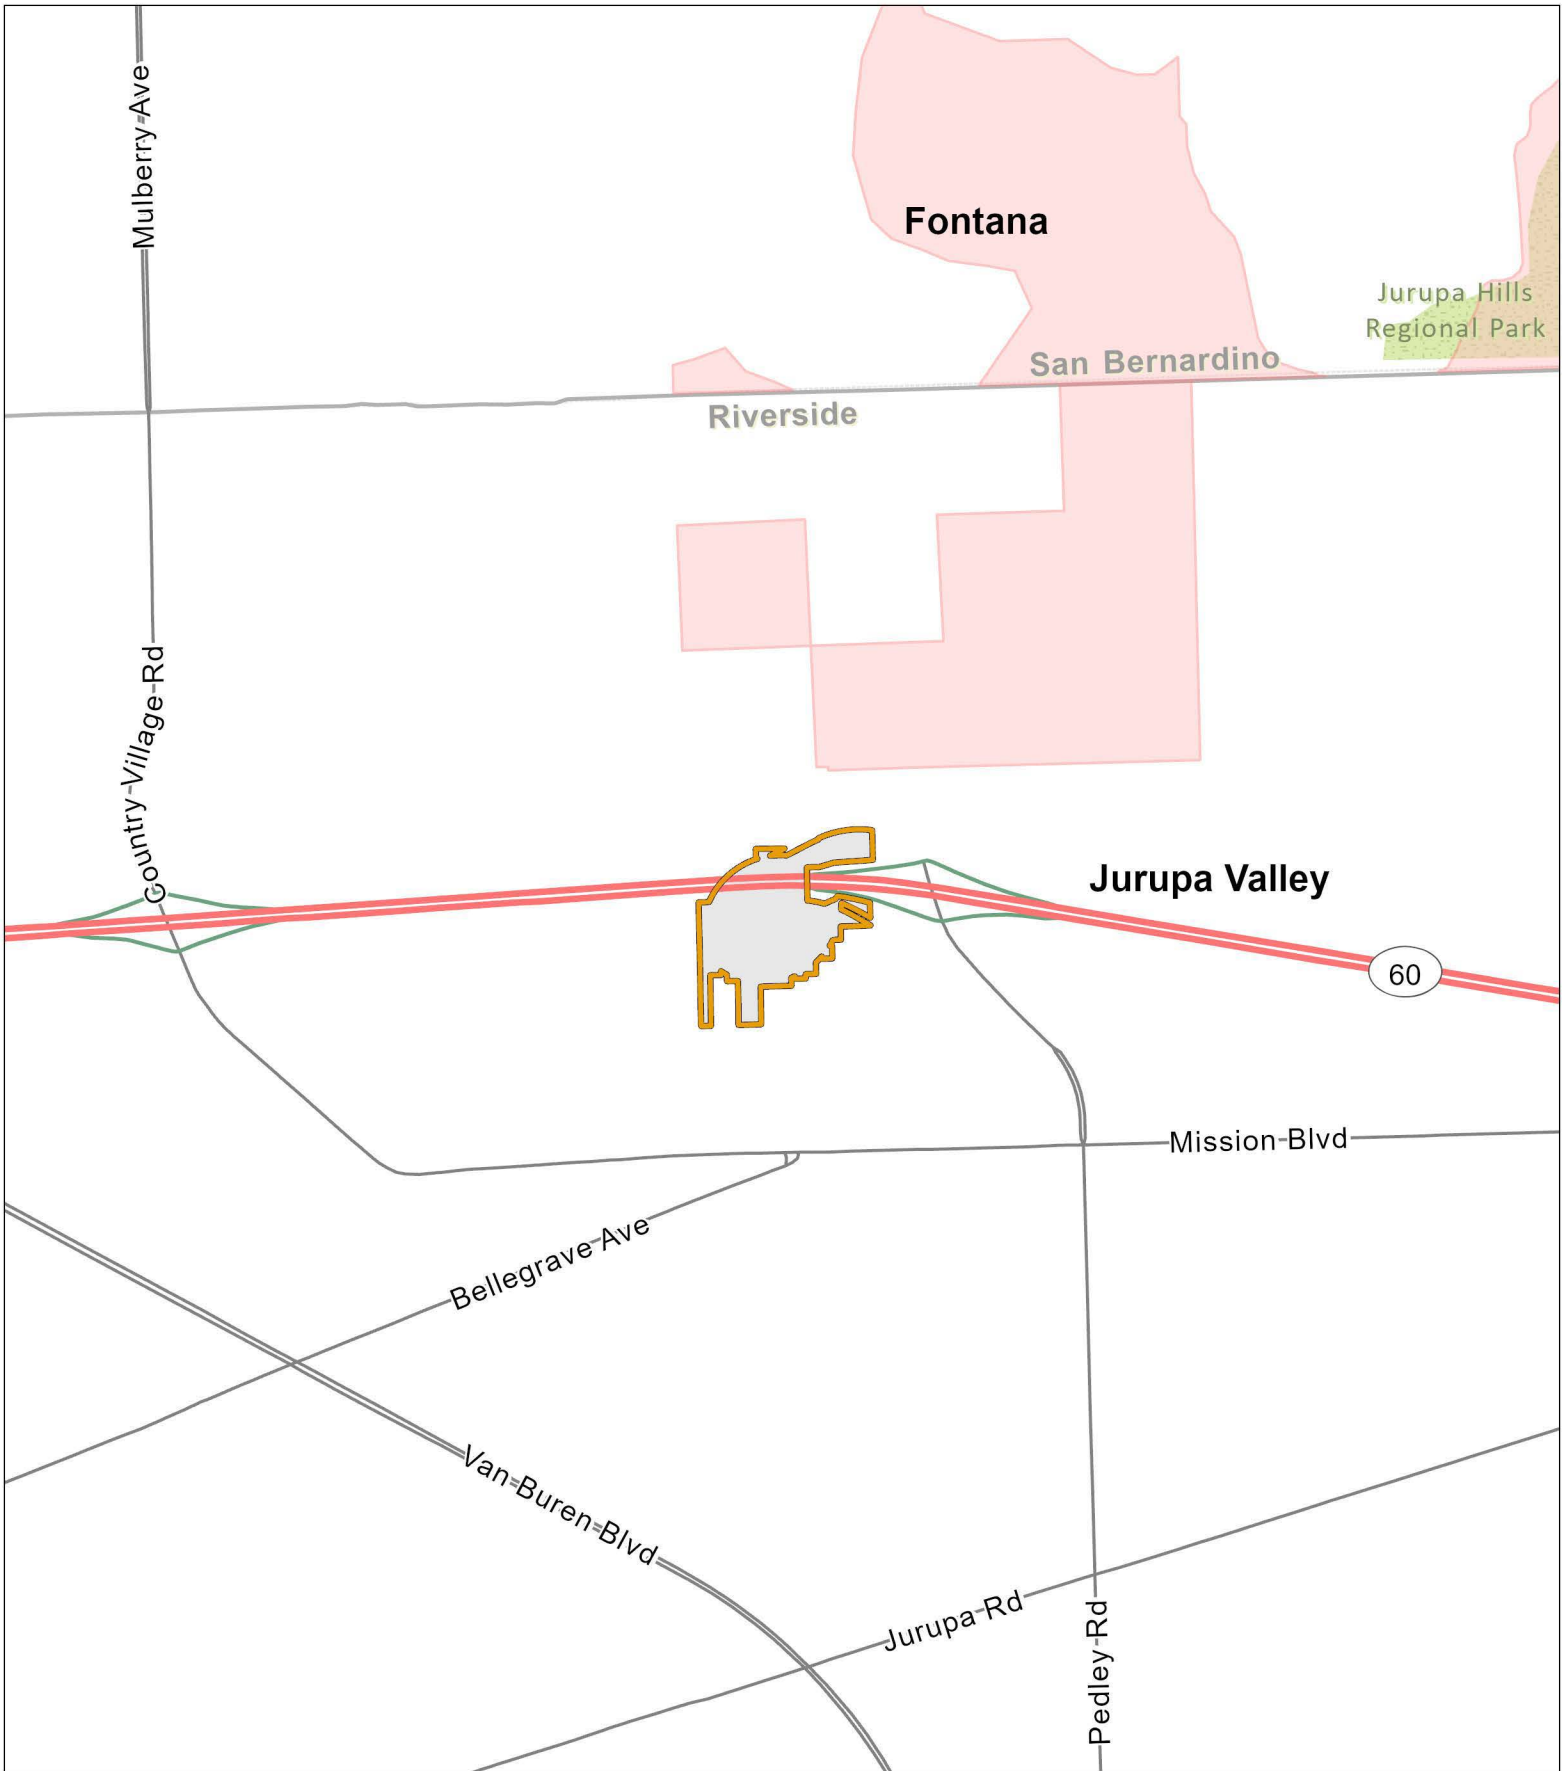 Mulberry Ave
Fontana
Jurupa Hills
Regional Park
San Bernardino
Riverside
Country Village Rd
Jurupa Valley
60
Mission Blvd
Bellegrave Ave
Van Buren Blvd
Jurupa Rd
Pedley Rd